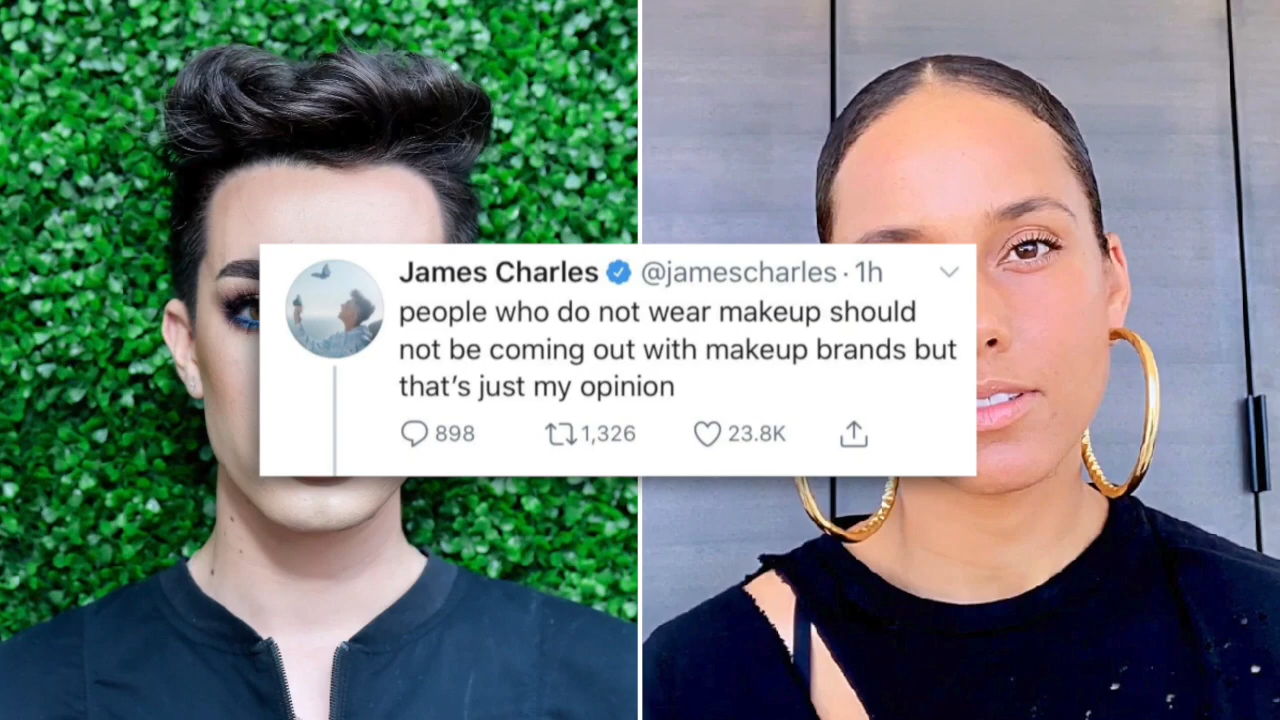 James Charles @jamescharles · 1h
people who do not wear makeup should
not be coming out with makeup brands but
that's just my opinion
898 1,326 23.8K